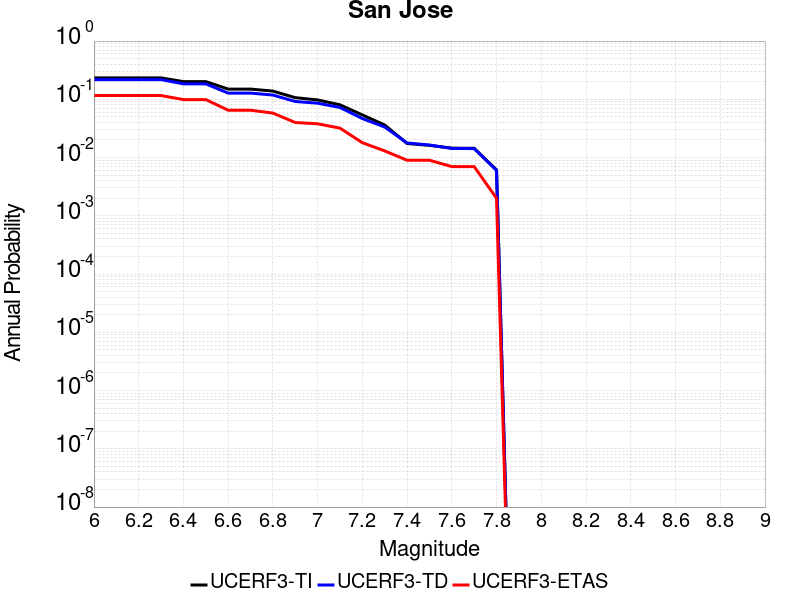 San Jose
10^0
10^-1
10^-2
10^-3
10^-4
10^-5
10^-6
10^-7
10^-8
Annual Probability
6 6.2 6.4 6.6 6.8 7 7.2 7.4 7.6 7.8 8 8.2 8.4 8.6 8.8 9
Magnitude
UCERF3-TI UCERF3-TD UCERF3-ETAS